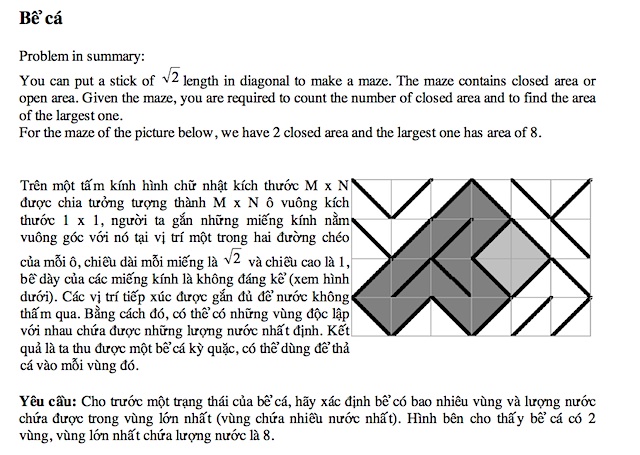 Bể cá
Problem in summary:
You can put a stick of √2 length in diagonal to make a maze. The maze contains closed area or
open area. Given the maze, you are required to count the number of closed area and to find the area
of the largest one.
For the maze of the picture below, we have 2 closed area and the largest one has area of 8.
Trên một tấm kính hình chữ nhật kích thước M x N
được chia tưởng tượng thành M x N ô vuông kích
thước 1 x 1, người ta gắn những miếng kính nằm
vuông góc với nó tại vị trí một trong hai đường chéo
của mỗi ô, chiều dài mỗi miếng là √2 và chiều cao là 1,
bề dày của các miếng kính là không đáng kể (xem hình
dưới). Các vị trí tiếp xúc được gắn đủ để nước không
thấm qua. Bằng cách đó, có thể có những vùng độc lập
với nhau chứa được những lượng nước nhất định. Kết
quả là ta thu được một bể cá kỳ quặc, có thể dùng để thả
cá vào mỗi vùng đó.
Yêu cầu: Cho trước một trạng thái của bể cá, hãy xác định bể có bao nhiêu vùng và lượng nước
chứa được trong vùng lớn nhất (vùng chứa nhiều nước nhất). Hình bên cho thấy bể cá có 2
vùng, vùng lớn nhất chứa lượng nước là 8.